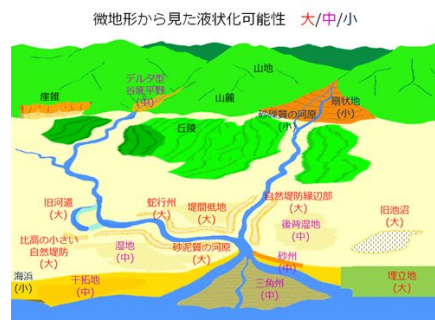 微地形から見た液状化可能性 大/中/小
山地
デルタ型
谷底平野
(中)
扇状地
(小)
崖錐
山麓
砂礫質の河原
(小)
丘陵
旧河道
(大)
蛇行州
(大)
堤間低地
(大)
自然堤防縁辺部
(大)
旧池沼
(大)
後背湿地
(中)
比高の小さい
自然堤防
(大)
湿地
(中)
砂泥質の河原
(大)
砂州
(中)
海浜
(小)
干拓地
(中)
三角州
(中)
埋立地
(大)